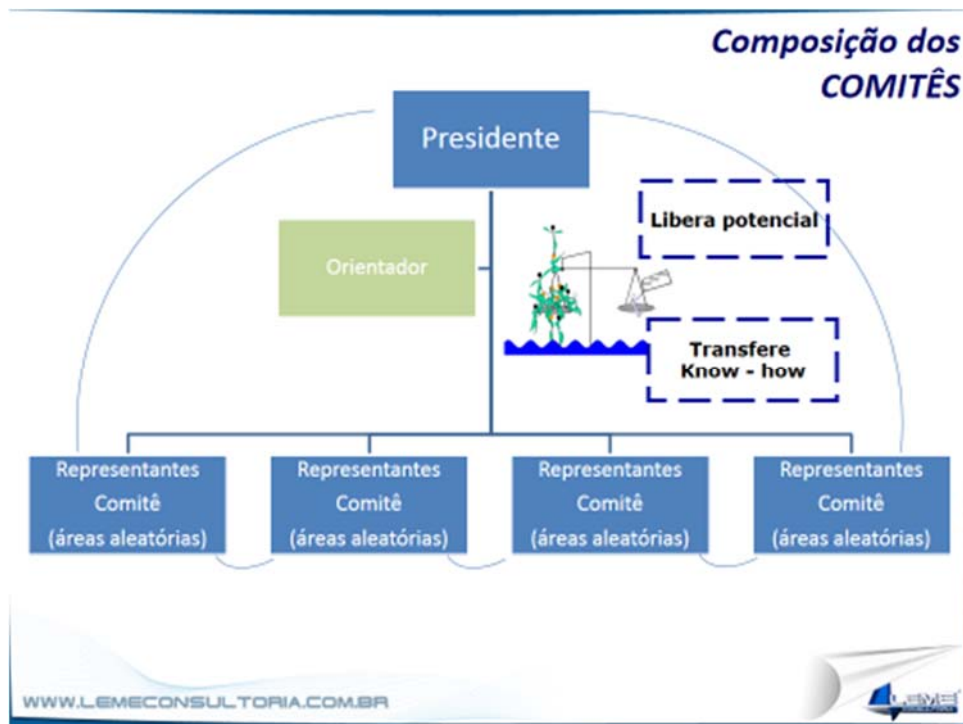 Composição dos
COMITÊS
Presidente
Libera potencial
Orientador
Transfere
Know - how
Representantes
Comitê
(áreas aleatórias)
Representantes
Comitê
(áreas aleatórias)
Representantes
Comitê
(áreas aleatórias)
Representantes
Comitê
(áreas aleatórias)
WWW.LEMECONSULTORIA.COM.BR
LEME